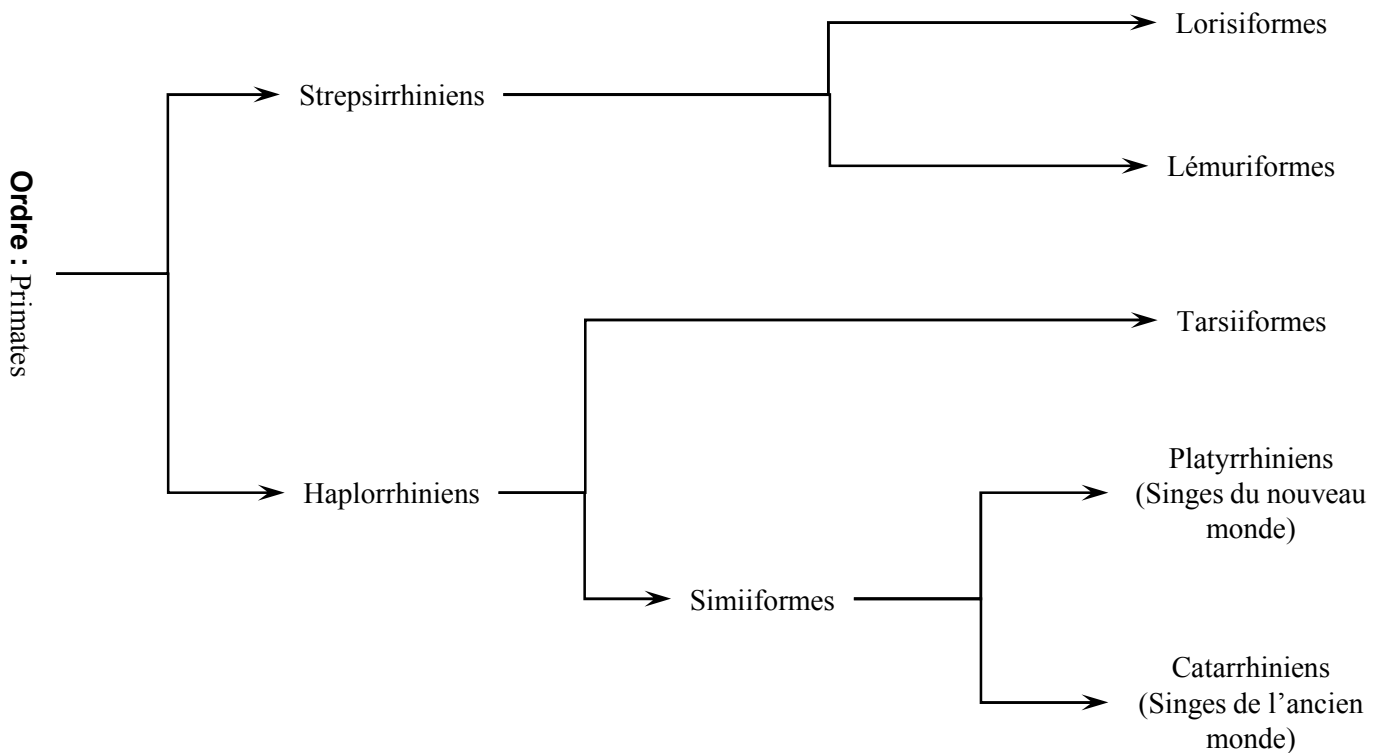 Ordre : Primates
Strepsirrhiniens
Lorisiformes
Lémuriformes
Haplorrhiniens
Tarsiiformes
Simiiformes
Platyrrhiniens
(Singes du nouveau
monde)
Catarrhiniens
(Singes de l’ancien
monde)